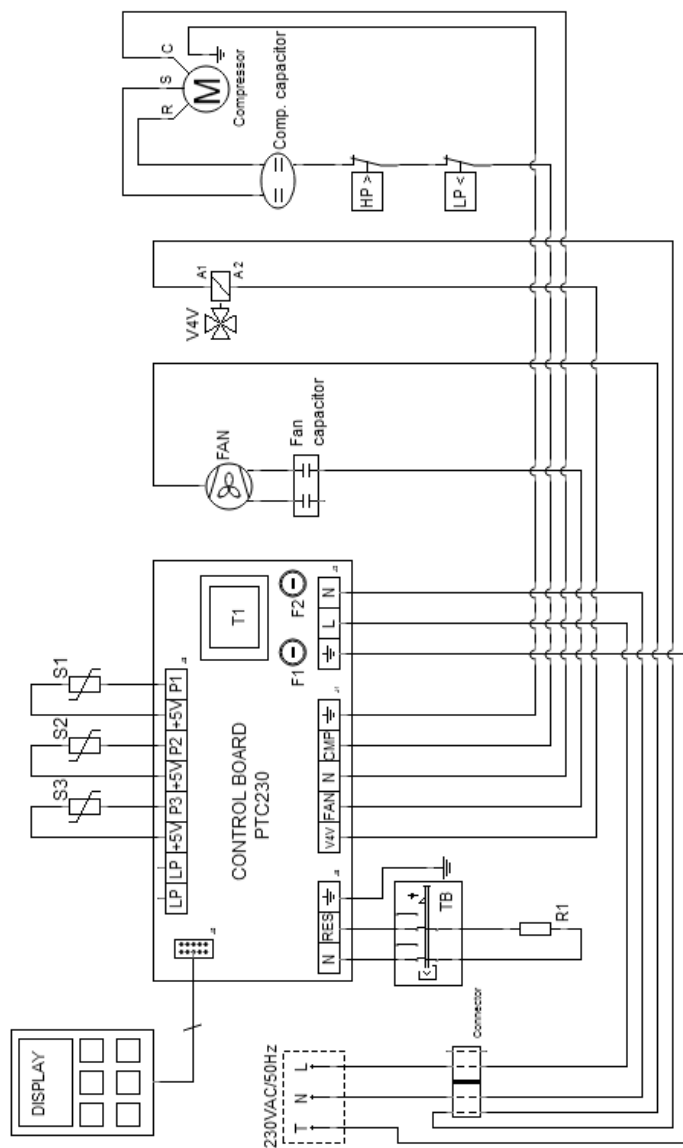 DISPLAY
230VAC/50Hz
T
N
L
Connector
S3
S2
S1
LP
LP
+5V
P3
+5V
P2
+5V
P1
CONTROL BOARD
PTC230
T1
F1
F2
N
RES
V4V
FAN
N
CMP
L
N
TB
R1
FAN
Fan
capacitor
V4V
A1
A2
R
S
C
M
Compressor
Comp. capacitor
HP >
LP <